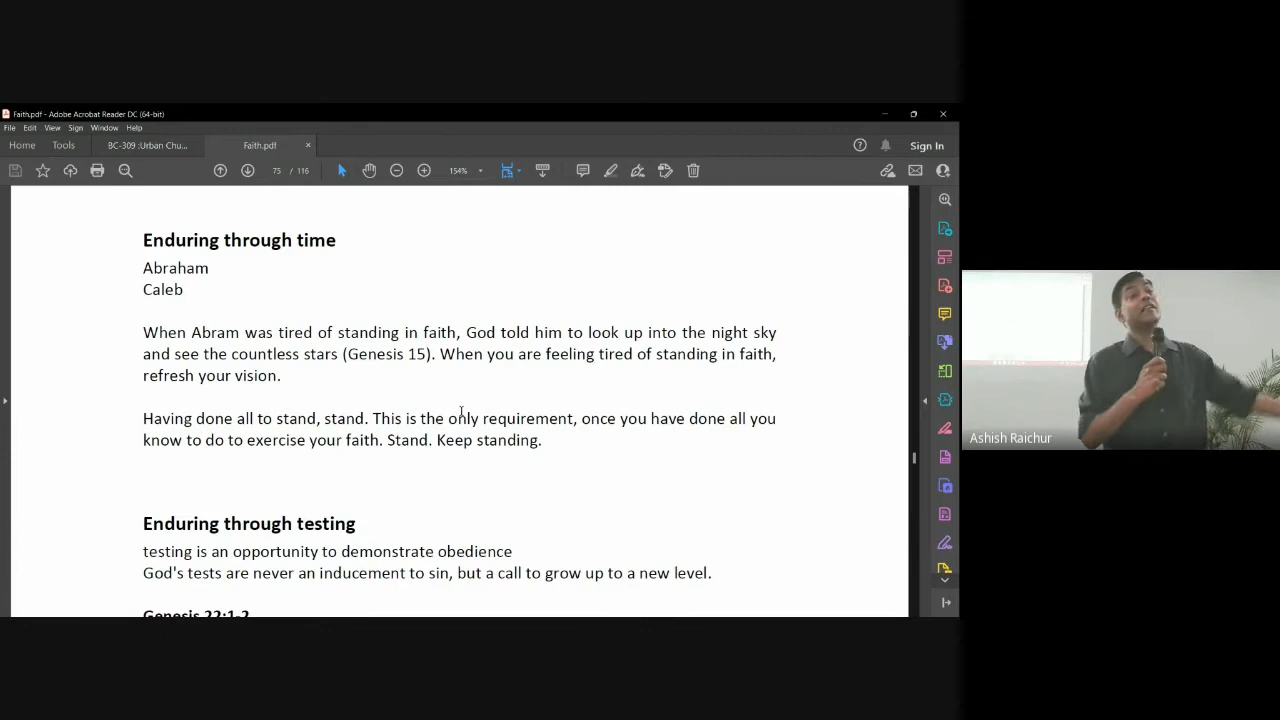 Faith.pdf - Adobe Acrobat Reader DC (64-bit)
File Edit View Sign Window Help
Home Tools BC-309 :Urban Chu... Faith.pdf × Sign In
75 / 116 154%
Enduring through time
Abraham
Caleb
When Abram was tired of standing in faith, God told him to look up into the night sky
and see the countless stars (Genesis 15). When you are feeling tired of standing in faith,
refresh your vision.
Having done all to stand, stand. This is the only requirement, once you have done all you
know to do to exercise your faith. Stand. Keep standing.
Enduring through testing
testing is an opportunity to demonstrate obedience
God's tests are never an inducement to sin, but a call to grow up to a new level.
Genesis 22:1-2
Ashish Raichur